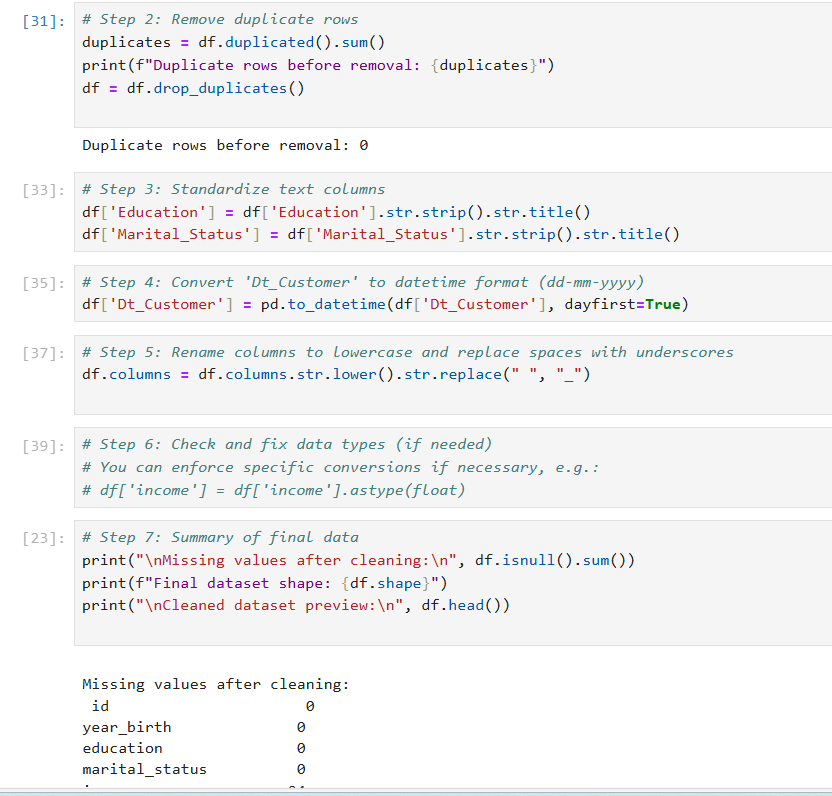 [31]: # Step 2: Remove duplicate rows
duplicates = df.duplicated().sum()
print(f"Duplicate rows before removal: {duplicates}")
df = df.drop_duplicates()
Duplicate rows before removal: 0
[33]: # Step 3: Standardize text columns
df['Education'] = df['Education'].str.strip().str.title()
df['Marital_Status'] = df['Marital_Status'].str.strip().str.title()
[35]: # Step 4: Convert 'Dt_Customer' to datetime format (dd-mm-yyyy)
df['Dt_Customer'] = pd.to_datetime(df['Dt_Customer'], dayfirst=True)
[37]: # Step 5: Rename columns to lowercase and replace spaces with underscores
df.columns = df.columns.str.lower().str.replace(" ", "_")
[39]: # Step 6: Check and fix data types (if needed)
# You can enforce specific conversions if necessary, e.g.:
# df['income'] = df['income'].astype(float)
[23]: # Step 7: Summary of final data
print("\nMissing values after cleaning:\n", df.isnull().sum())
print(f"Final dataset shape: {df.shape}")
print("\nCleaned dataset preview:\n", df.head())
Missing values after cleaning:
id 0
year_birth 0
education 0
marital_status 0